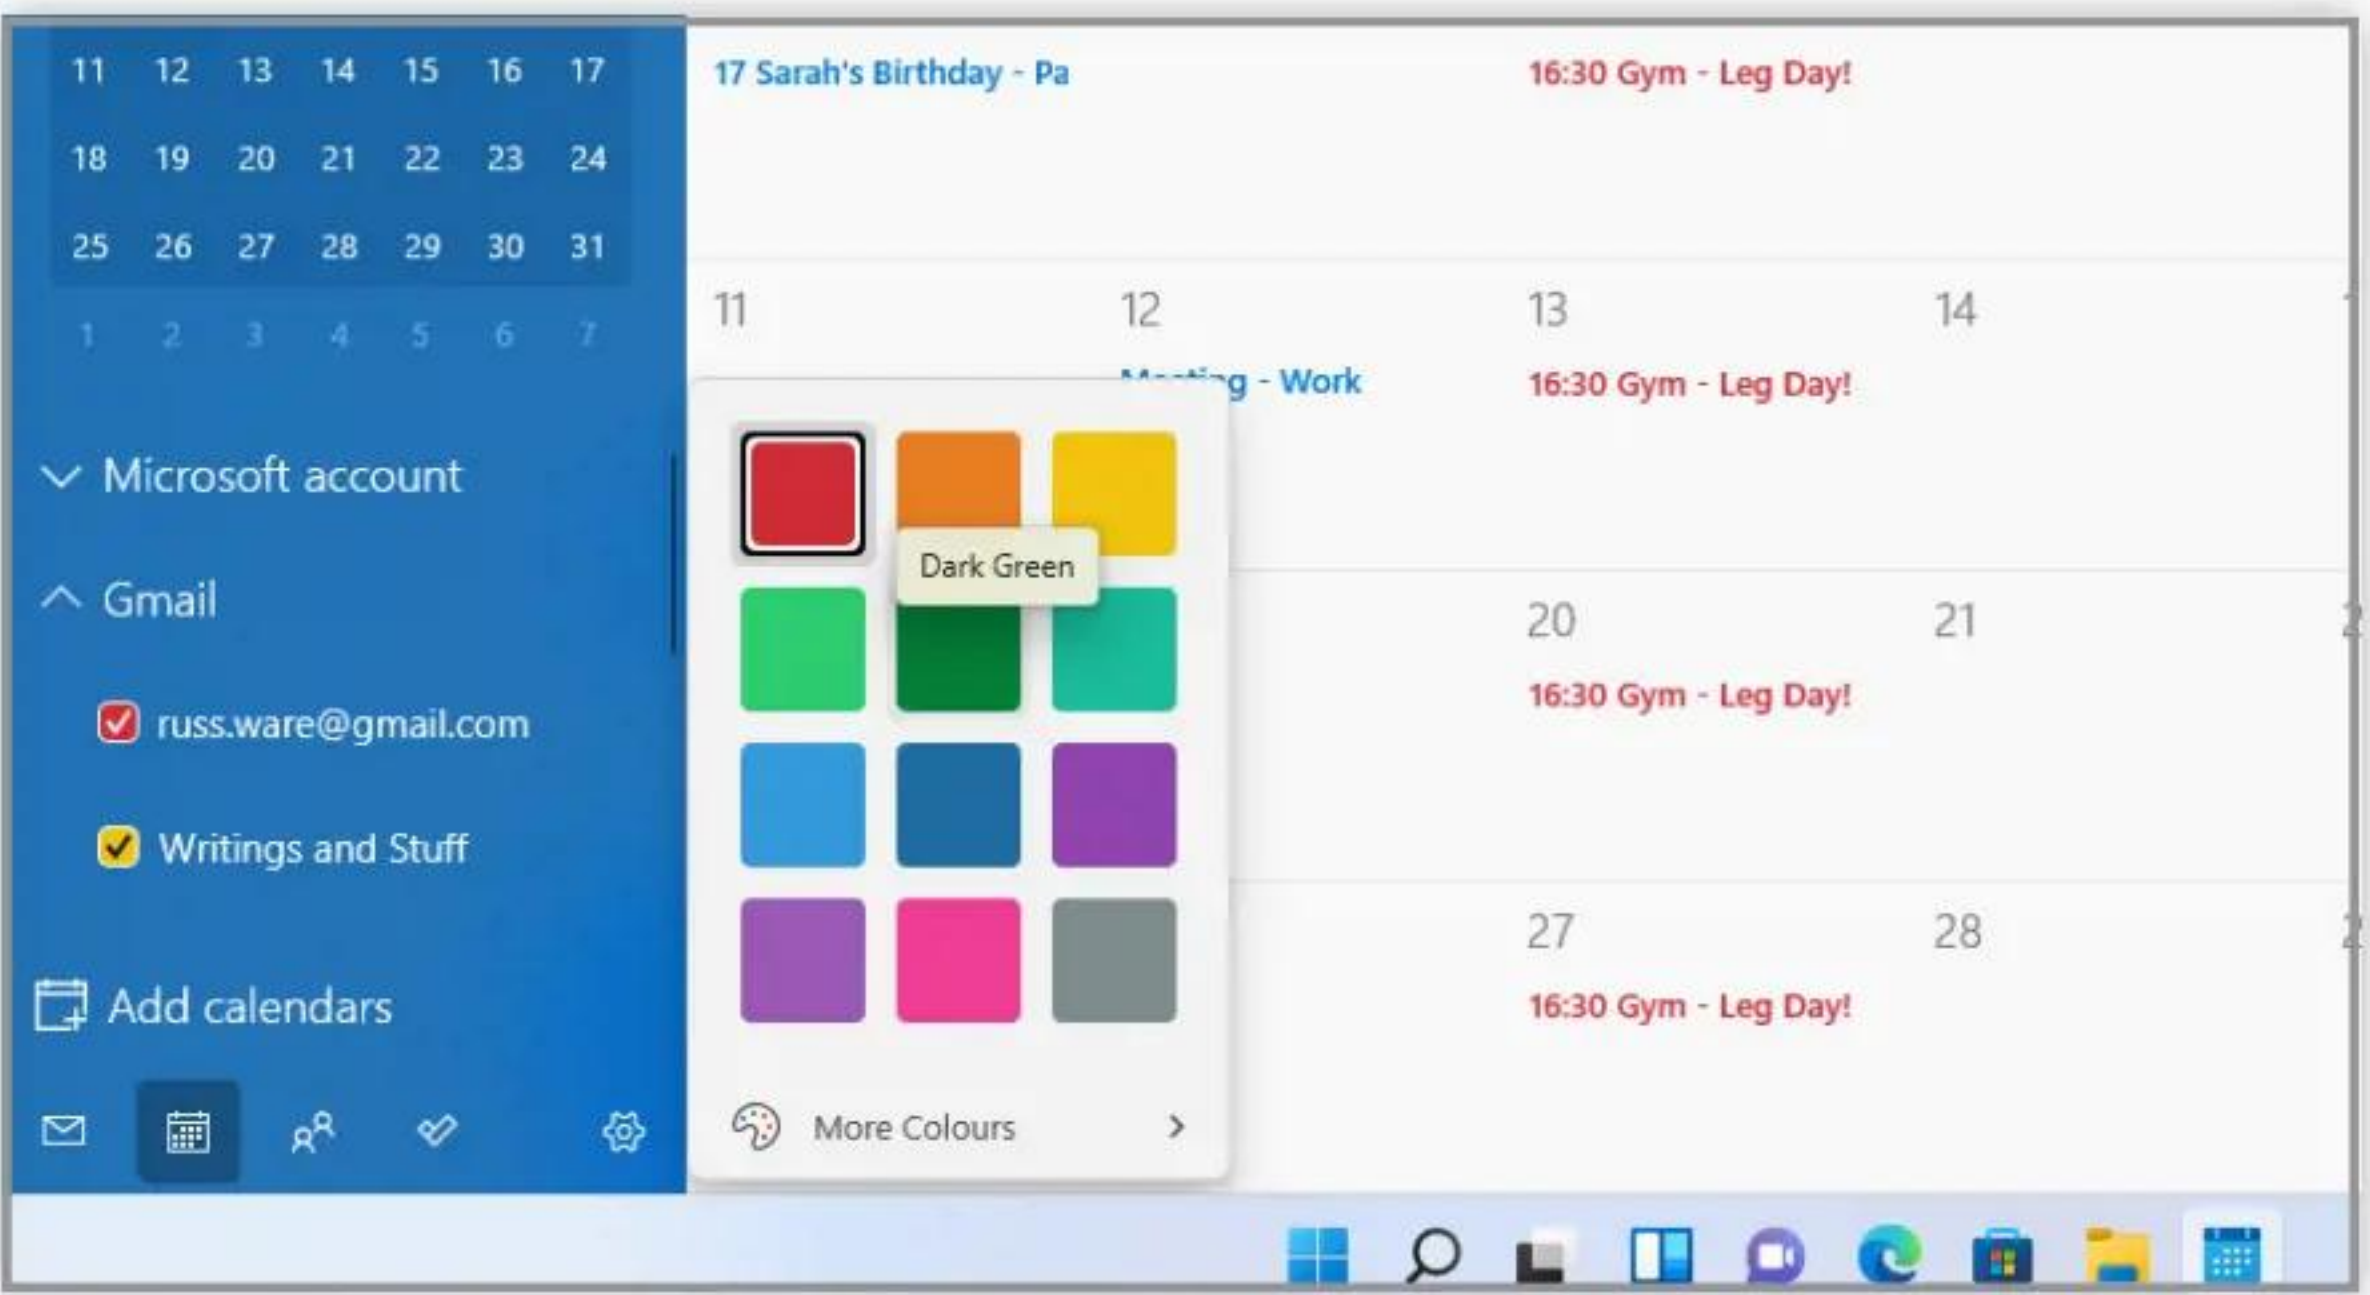 11 12 13 14 15 16 17
18 19 20 21 22 23 24
25 26 27 28 29 30 31
1 2 3 4 5 6 7
Microsoft account
Gmail
russ.ware@gmail.com
Writings and Stuff
Add calendars
17 Sarah's Birthday - Pa
16:30 Gym - Leg Day!
11 12 13 14
g - Work
16:30 Gym - Leg Day!
Dark Green
20 21
16:30 Gym - Leg Day!
27 28
16:30 Gym - Leg Day!
More Colours